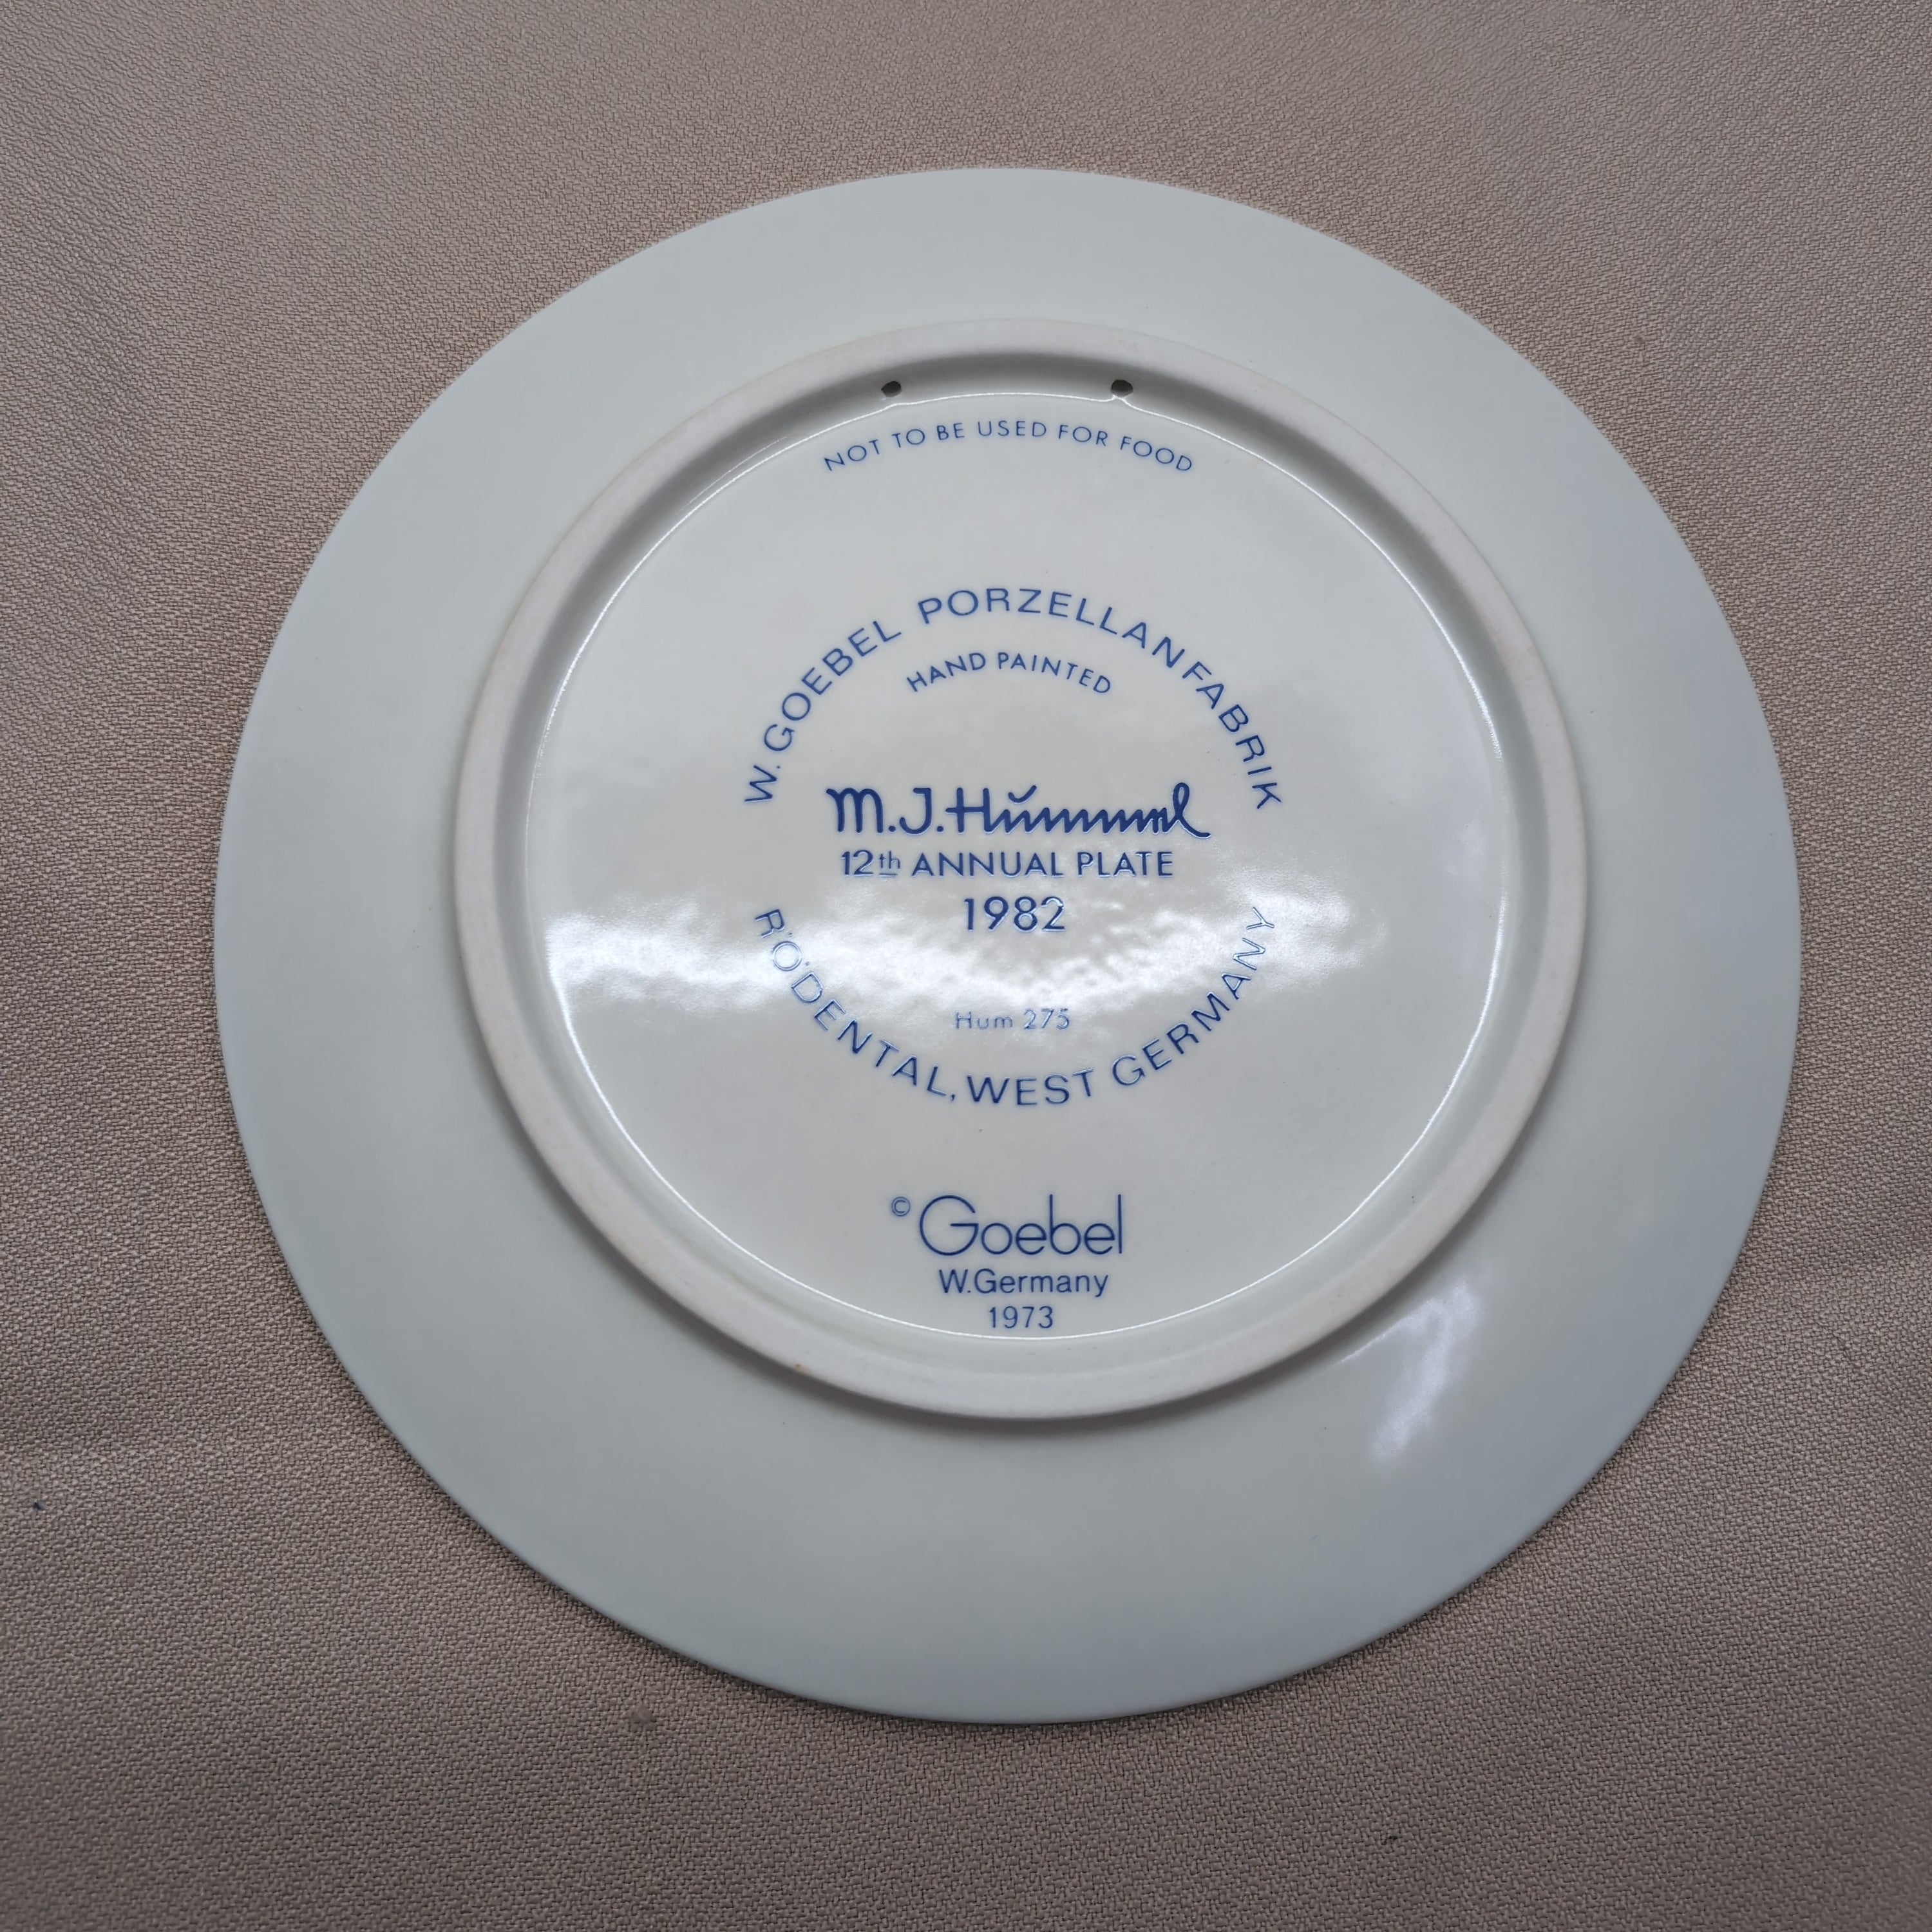 NOT TO BE USED FOR FOOD
W. GOEBEL PORZELLANFABRIK
HAND PAINTED
M.J.Hummel
12th ANNUAL PLATE
1982
Hum 275
RÖDENTAL, WEST GERMANY
© Goebel
W.Germany
1973